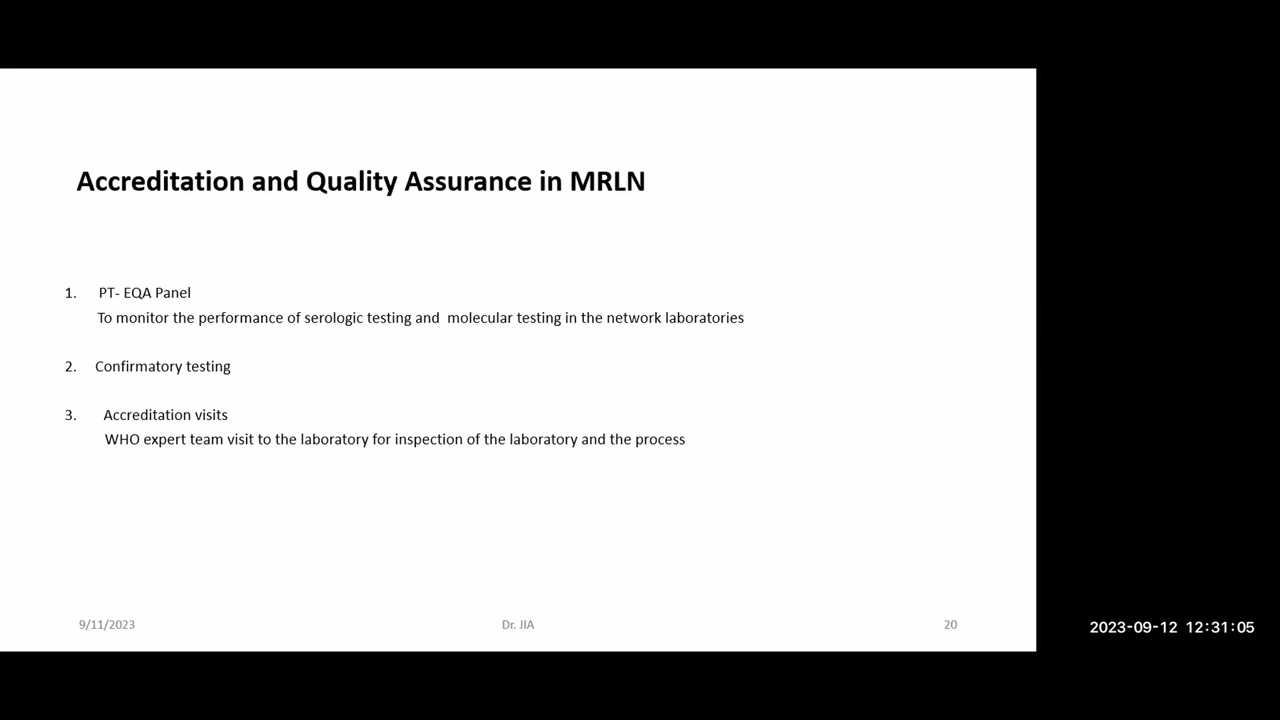 Accreditation and Quality Assurance in MRLN
1. PT- EQA Panel
To monitor the performance of serologic testing and molecular testing in the network laboratories
2. Confirmatory testing
3. Accreditation visits
WHO expert team visit to the laboratory for inspection of the laboratory and the process
9/11/2023 Dr. JIA 20
2023-09-12 12:31:05